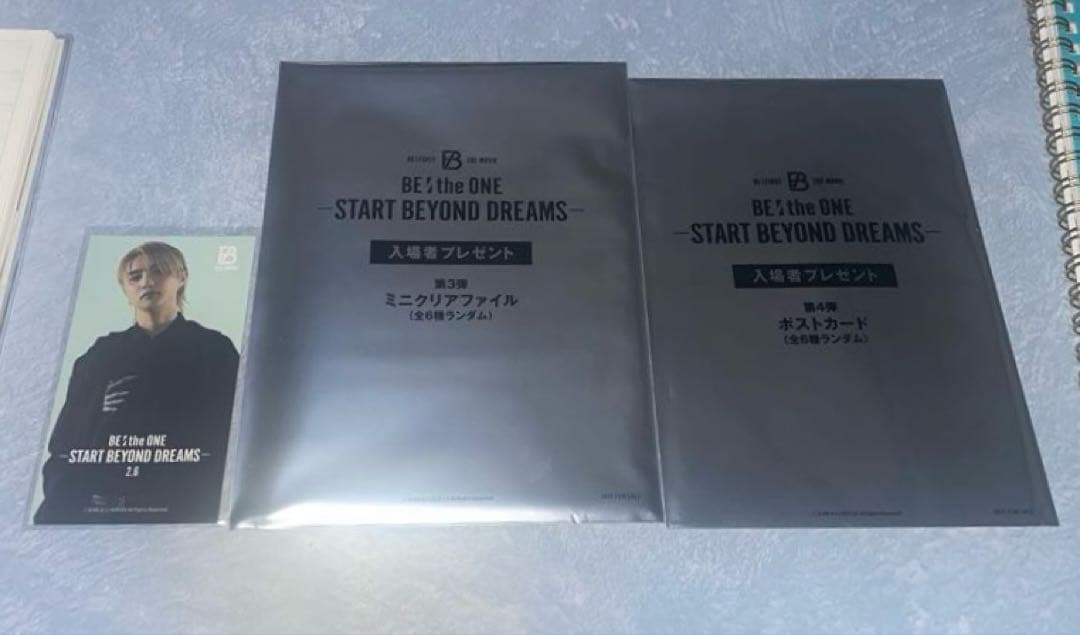 BE:the ONE
-START BEYOND DREAMS-
2.6
BE:FIRST THE MOVIE
BE:the ONE
-START BEYOND DREAMS-
入場者プレゼント
第3弾
ミニクリアファイル
(全6種ランダム)
BE:FIRST THE MOVIE
BE:the ONE
-START BEYOND DREAMS-
入場者プレゼント
第4弾
ポストカード
(全6種ランダム)